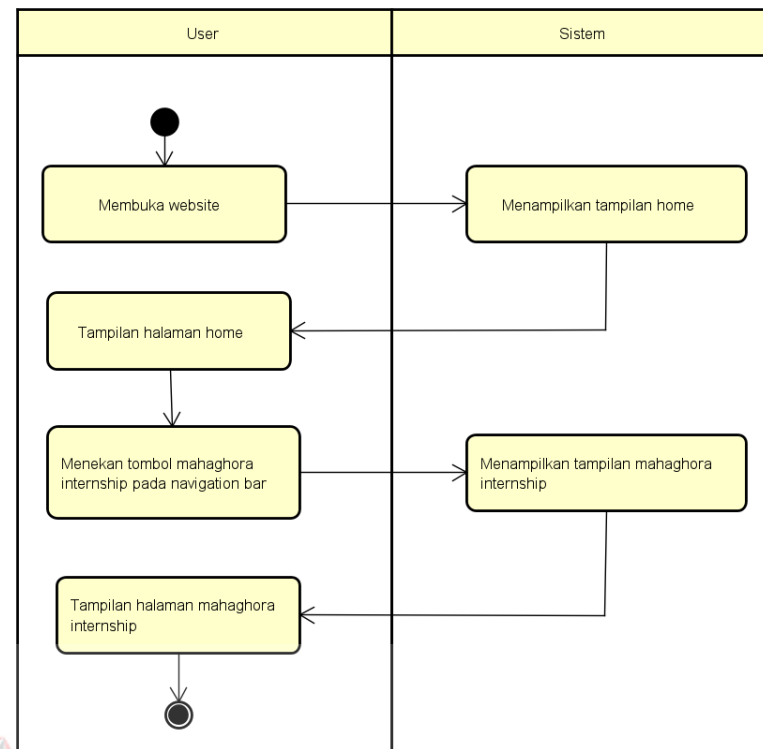 User
Sistem
Membuka website
Menampilkan tampilan home
Tampilan halaman home
Menekan tombol mahaghora
internship pada navigation bar
Menampilkan tampilan mahaghora
internship
Tampilan halaman mahaghora
internship